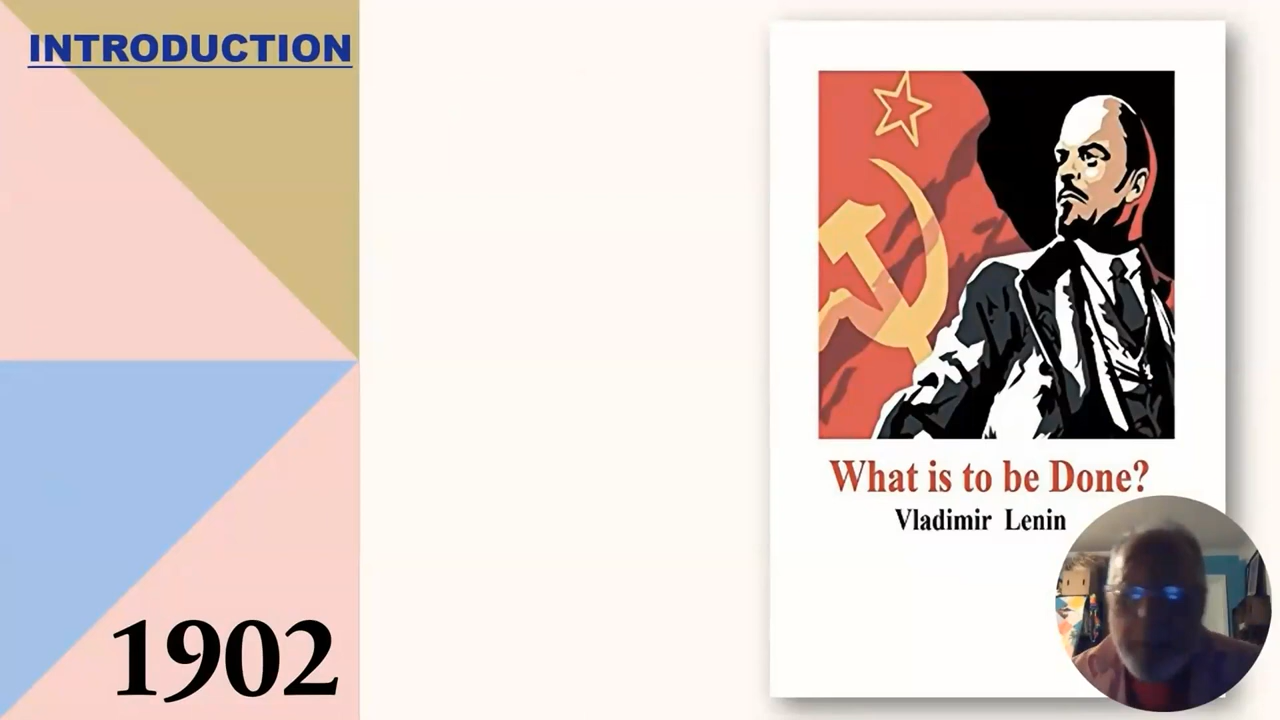 INTRODUCTION
1902
What is to be Done?
Vladimir Lenin